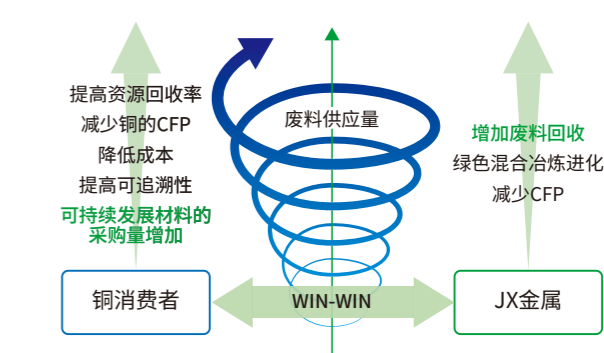 提高资源回收率
减少铜的CFP
降低成本
提高可追溯性
可持续发展材料的
采购量增加
废料供应量
增加废料回收
绿色混合冶炼进化
减少CFP
铜消费者
WIN-WIN
JX金属